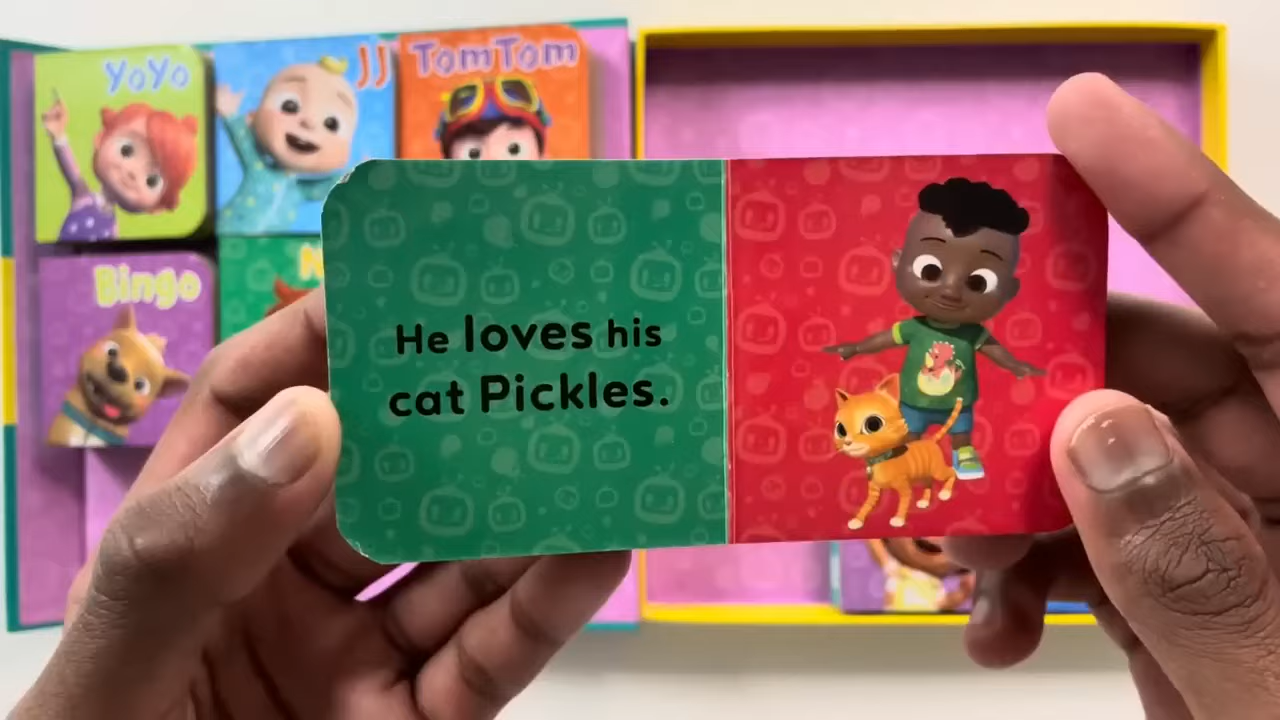 YoYo
JJ
TomTom
Bingo
He loves his
cat Pickles.